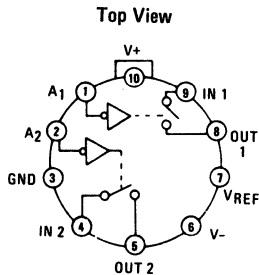 Top View
V+
10
A1 1 9 IN 1
A2 2 8 OUT 1
GND 3 7 VREF
IN 2 4 6 V-
5
OUT 2